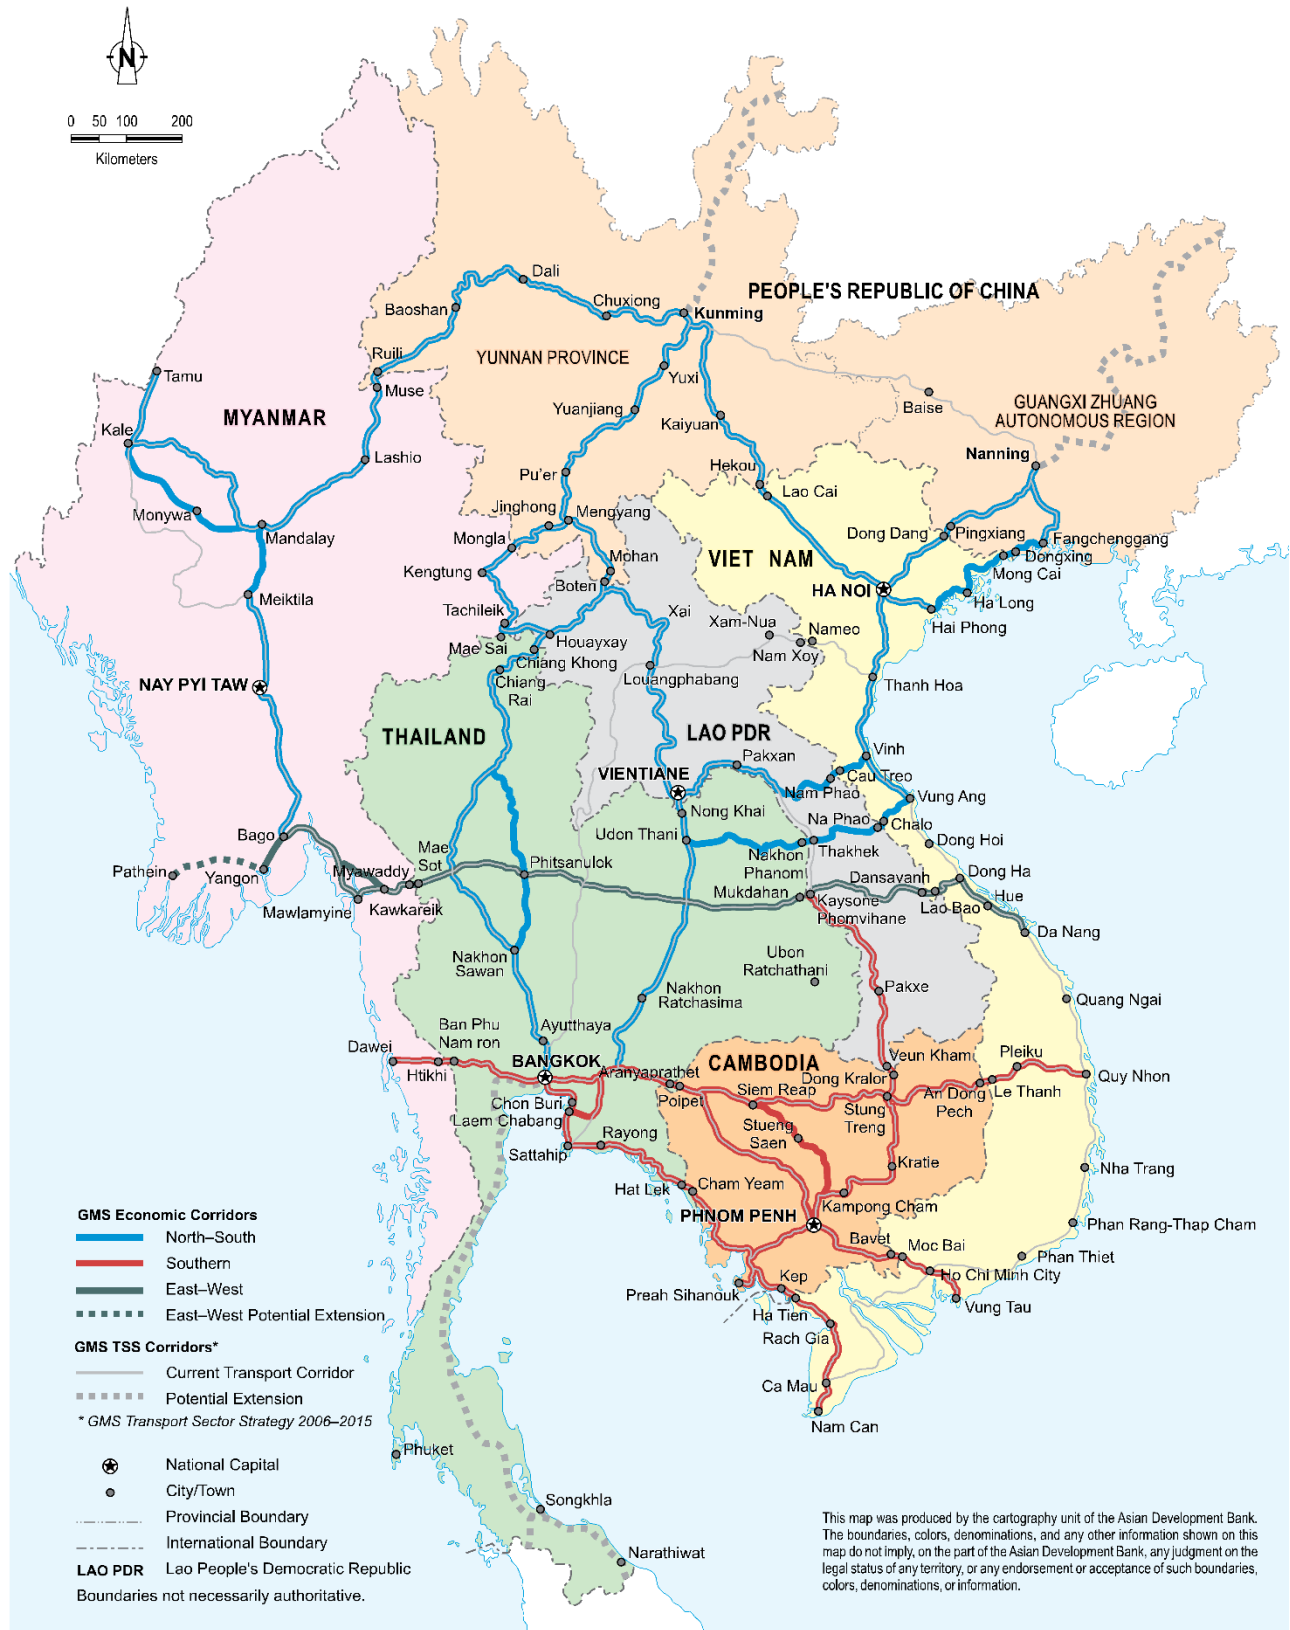 N
0 50 100 200
Kilometers
Dali
Baoshan
Chuxiong
Kunming
PEOPLE'S REPUBLIC OF CHINA
Ruili
YUNNAN PROVINCE
Tamu
Muse
Yuxi
Baise
GUANGXI ZHUANG
AUTONOMOUS REGION
MYANMAR
Yuanjiang
Kaiyuan
Kale
Lashio
Nanning
Pu'er
Hekou
Lao Cai
Monywa
Jinghong
Mengyang
Mandalay
Mongla
Dong Dang
Pingxiang
Fangchenggang
Mohan
VIET NAM
Dongxing
Mong Cai
Kengtung
Boten
HA NOI
Meiktila
Tachileik
Xai
Ha Long
Xam-Nua
Nameo
Hai Phong
Mae Sai
Houayxay
Nam Xoy
Chiang Khong
Chiang
Rai
Louangphabang
NAY PYI TAW
Thanh Hoa
THAILAND
LAO PDR
Vinh
Pakxan
VIENTIANE
Cau Treo
Nam Phao
Vung Ang
Nong Khai
Na Phao
Chalo
Bago
Udon Thani
Dong Hoi
Mae
Sot
Nakhon
Phanom
Thakhek
Pathein
Yangon
Myawaddy
Phitsanulok
Dansavanh
Dong Ha
Mukdahan
Kaysone
Phomvihane
Lao Bao
Hue
Mawlamyine
Kawkareik
Da Nang
Nakhon
Sawan
Ubon
Ratchathani
Nakhon
Ratchasima
Pakxe
Quang Ngai
Ban Phu
Nam ron
Ayutthaya
Dawei
Htikhi
BANGKOK
Aranyaprathet
CAMBODIA
Veun Kham
Pleiku
Poipet
Siem Reap
Dong Kralor
An Dong
Pech
Le Thanh
Quy Nhon
Chon Buri
Laem Chabang
Stueng
Saen
Stung
Treng
Rayong
Sattahip
Kratie
Nha Trang
Hat Lek
Cham Yeam
Kampong Cham
PHNOM PENH
Phan Rang-Thap Cham
Bavet
Moc Bai
Phan Thiet
Ho Chi Minh City
Kep
Preah Sihanouk
Vung Tau
Ha Tien
Rach Gia
Ca Mau
Nam Can
Phuket
Songkhla
Narathiwat
GMS Economic Corridors
North–South
Southern
East–West
East–West Potential Extension
GMS TSS Corridors*
Current Transport Corridor
Potential Extension
* GMS Transport Sector Strategy 2006–2015
National Capital
City/Town
Provincial Boundary
International Boundary
LAO PDR Lao People's Democratic Republic
Boundaries not necessarily authoritative.
This map was produced by the cartography unit of the Asian Development Bank.
The boundaries, colors, denominations, and any other information shown on this
map do not imply, on the part of the Asian Development Bank, any judgment on the
legal status of any territory, or any endorsement or acceptance of such boundaries,
colors, denominations, or information.